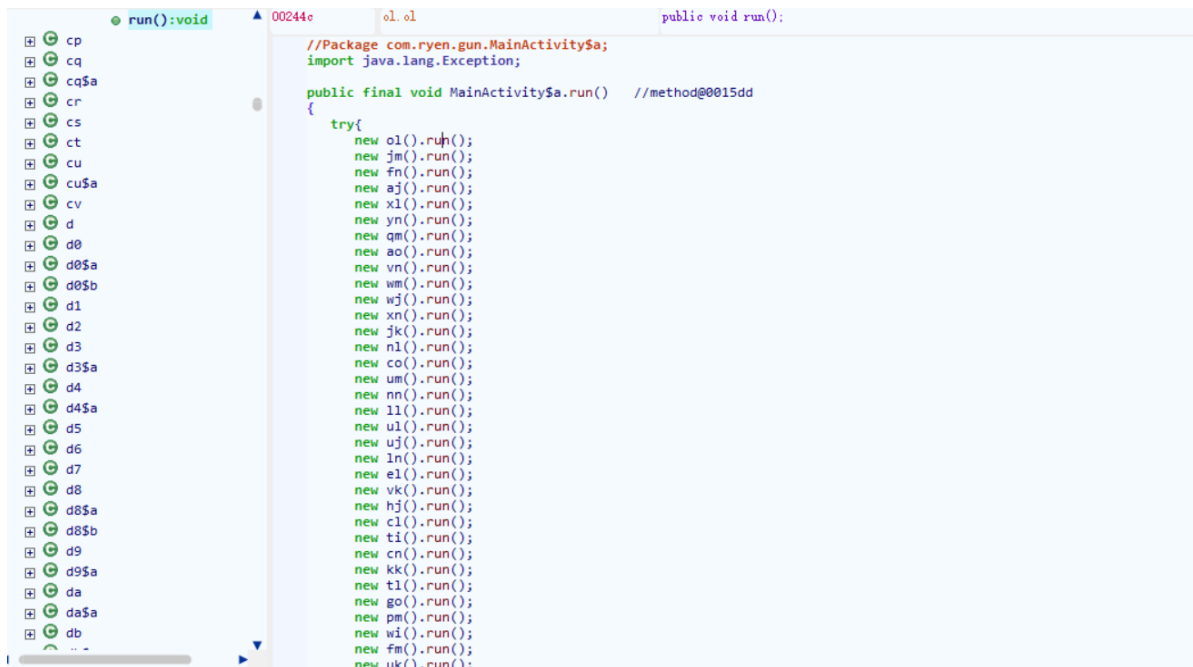 run():void
cp
cq
cq$a
cr
cs
ct
cu
cu$a
cv
d
d0
d0$a
d0$b
d1
d2
d3
d3$a
d4
d4$a
d5
d6
d7
d8
d8$a
d8$b
d9
d9$a
da
da$a
db
00244c ol.ol public void run();
//Package com.ryen.gun.MainActivity$a;
import java.lang.Exception;
public final void MainActivity$a.run() //method@0015dd
{
try{
new ol().run();
new jm().run();
new fn().run();
new aj().run();
new xl().run();
new yn().run();
new qm().run();
new ao().run();
new vn().run();
new wm().run();
new wj().run();
new xn().run();
new jk().run();
new nl().run();
new co().run();
new um().run();
new nn().run();
new ll().run();
new ul().run();
new uj().run();
new ln().run();
new el().run();
new vk().run();
new hj().run();
new cl().run();
new ti().run();
new cn().run();
new kk().run();
new tl().run();
new go().run();
new pm().run();
new wi().run();
new fm().run();
new uk().run();